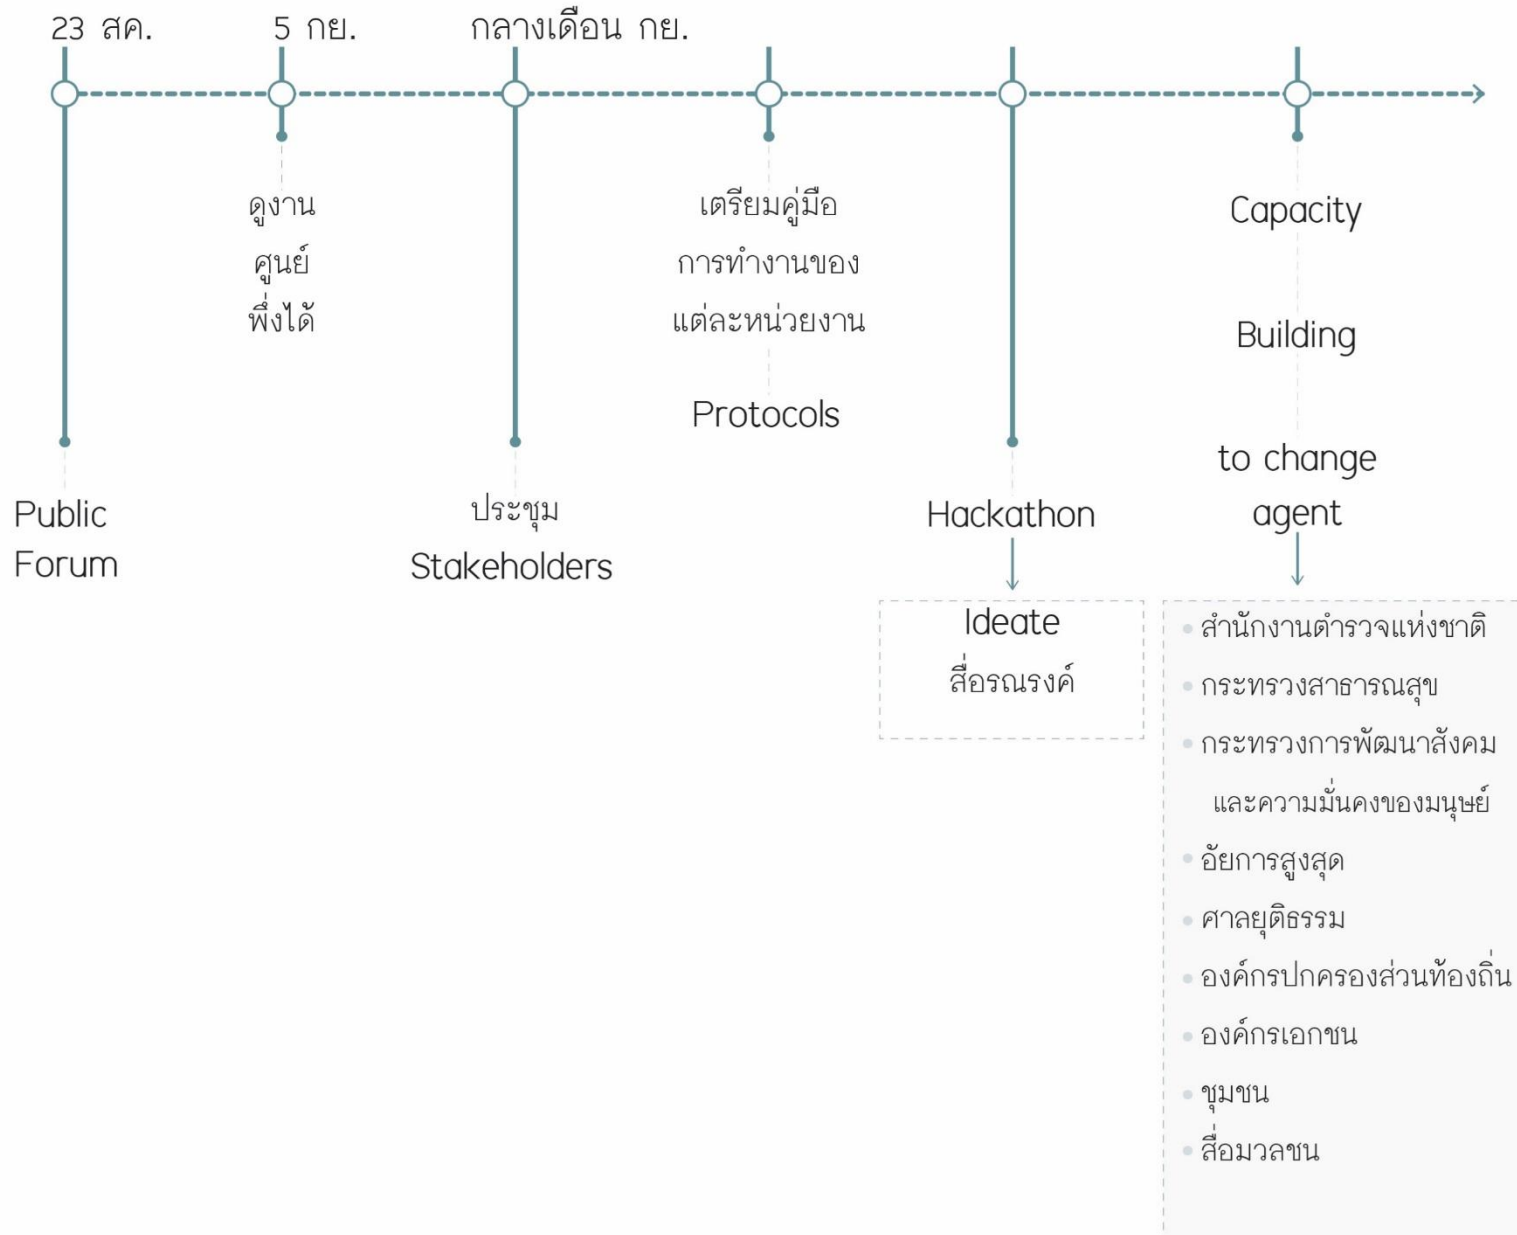 23 สค.
5 กย.
กลางเดือน กย.
Public
Forum
ดูงาน
ศูนย์
พึ่งได้
ประชุม
Stakeholders
เตรียมคู่มือ
การทำงานของ
แต่ละหน่วยงาน
Protocols
Hackathon
Ideate
สื่อรณรงค์
Capacity
Building
to change
agent
สำนักงานตำรวจแห่งชาติ
กระทรวงสาธารณสุข
กระทรวงการพัฒนาสังคม
และความมั่นคงของมนุษย์
อัยการสูงสุด
ศาลยุติธรรม
องค์กรปกครองส่วนท้องถิ่น
องค์กรเอกชน
ชุมชน
สื่อมวลชน